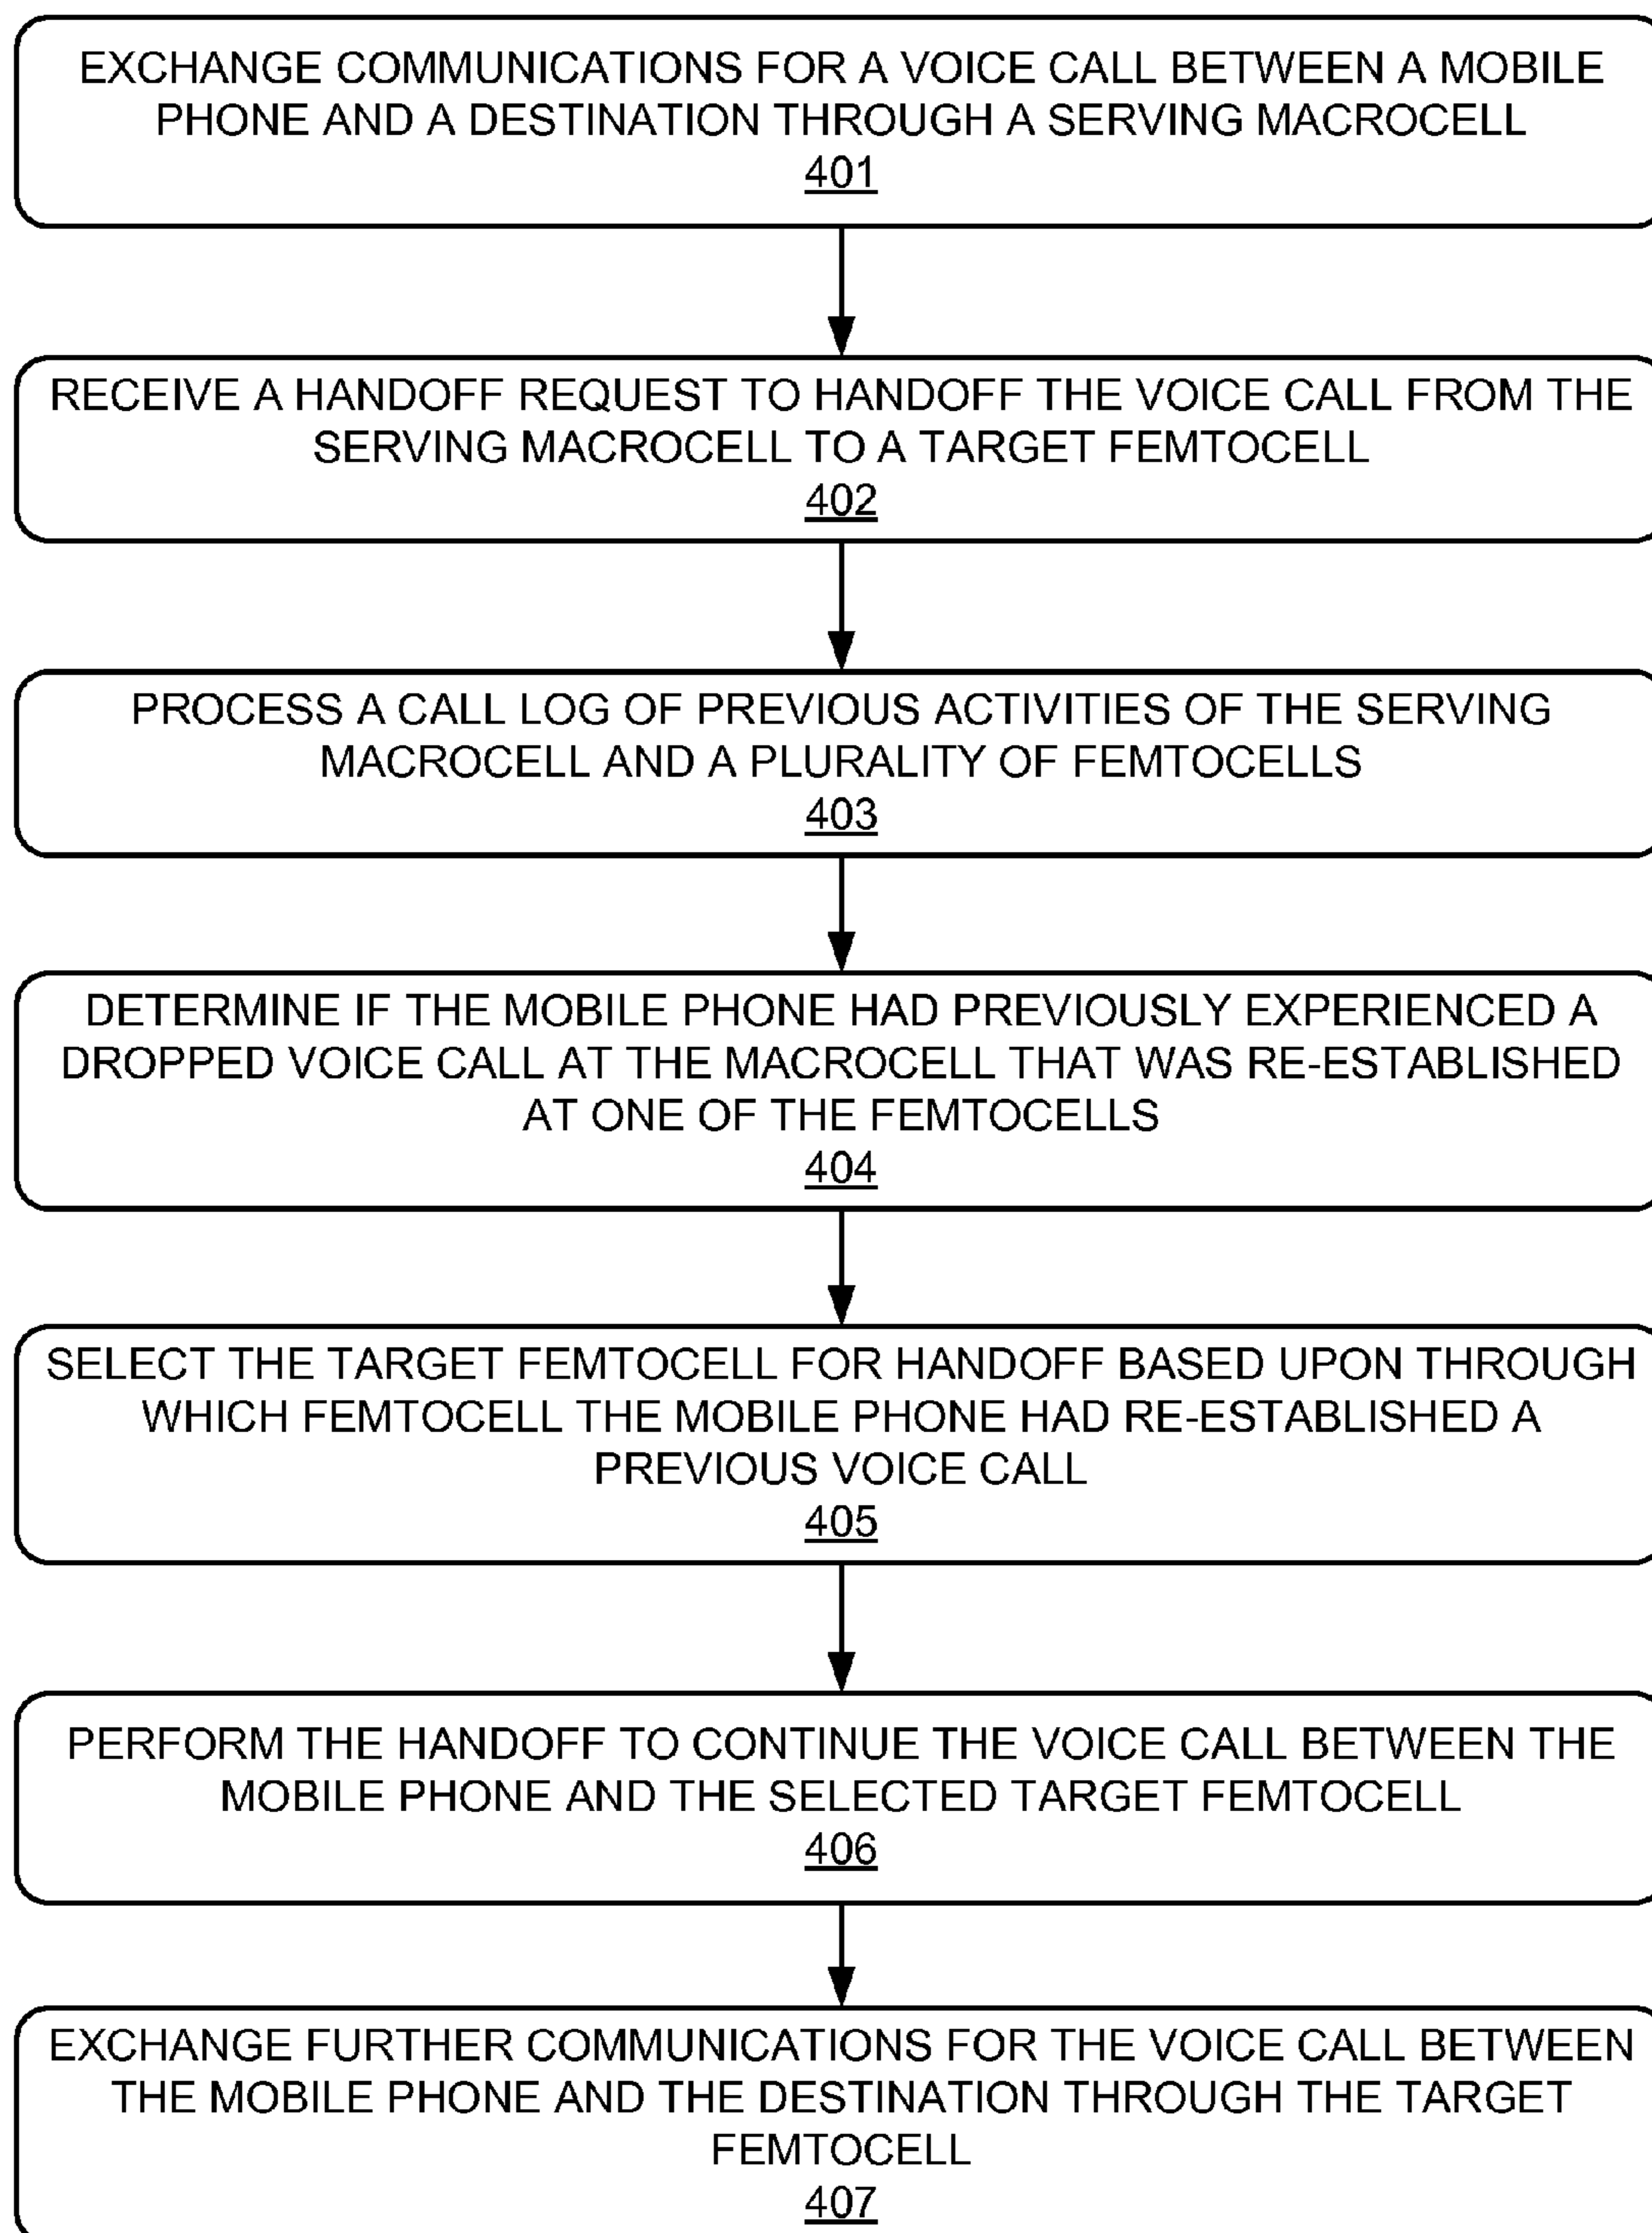 EXCHANGE COMMUNICATIONS FOR A VOICE CALL BETWEEN A MOBILE
PHONE AND A DESTINATION THROUGH A SERVING MACROCELL
401
RECEIVE A HANDOFF REQUEST TO HANDOFF THE VOICE CALL FROM THE
SERVING MACROCELL TO A TARGET FEMTOCELL
402
PROCESS A CALL LOG OF PREVIOUS ACTIVITIES OF THE SERVING
MACROCELL AND A PLURALITY OF FEMTOCELLS
403
DETERMINE IF THE MOBILE PHONE HAD PREVIOUSLY EXPERIENCED A
DROPPED VOICE CALL AT THE MACROCELL THAT WAS RE-ESTABLISHED
AT ONE OF THE FEMTOCELLS
404
SELECT THE TARGET FEMTOCELL FOR HANDOFF BASED UPON THROUGH
WHICH FEMTOCELL THE MOBILE PHONE HAD RE-ESTABLISHED A
PREVIOUS VOICE CALL
405
PERFORM THE HANDOFF TO CONTINUE THE VOICE CALL BETWEEN THE
MOBILE PHONE AND THE SELECTED TARGET FEMTOCELL
406
EXCHANGE FURTHER COMMUNICATIONS FOR THE VOICE CALL BETWEEN
THE MOBILE PHONE AND THE DESTINATION THROUGH THE TARGET
FEMTOCELL
407